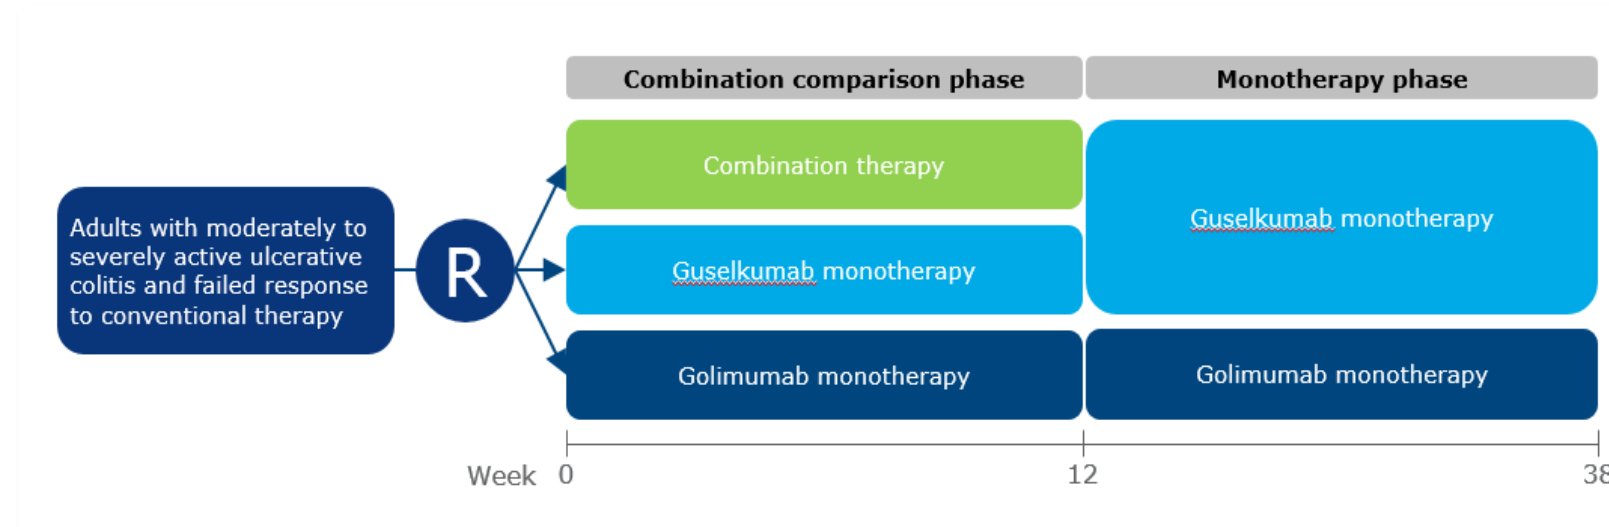 Combination comparison phase
Monotherapy phase
Combination therapy
Adults with moderately to
severely active ulcerative
colitis and failed response
to conventional therapy
R
Guselkumab monotherapy
Guselkumab monotherapy
Golimumab monotherapy
Golimumab monotherapy
Week 0 12 38